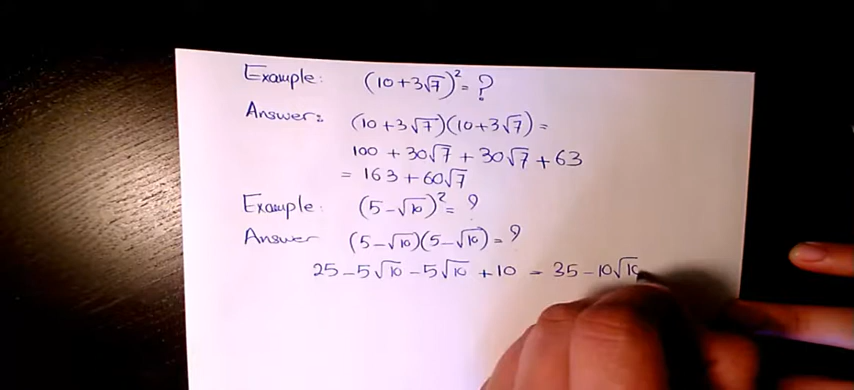 Example: (10+3√7)² = ?
Answer: (10+3√7)(10+3√7) =
100 + 30√7 + 30√7 + 63
= 163 + 60√7
Example: (5-√10)² = ?
Answer (5-√10)(5-√10) = ?
25 - 5√10 - 5√10 + 10 = 35 - 10√10